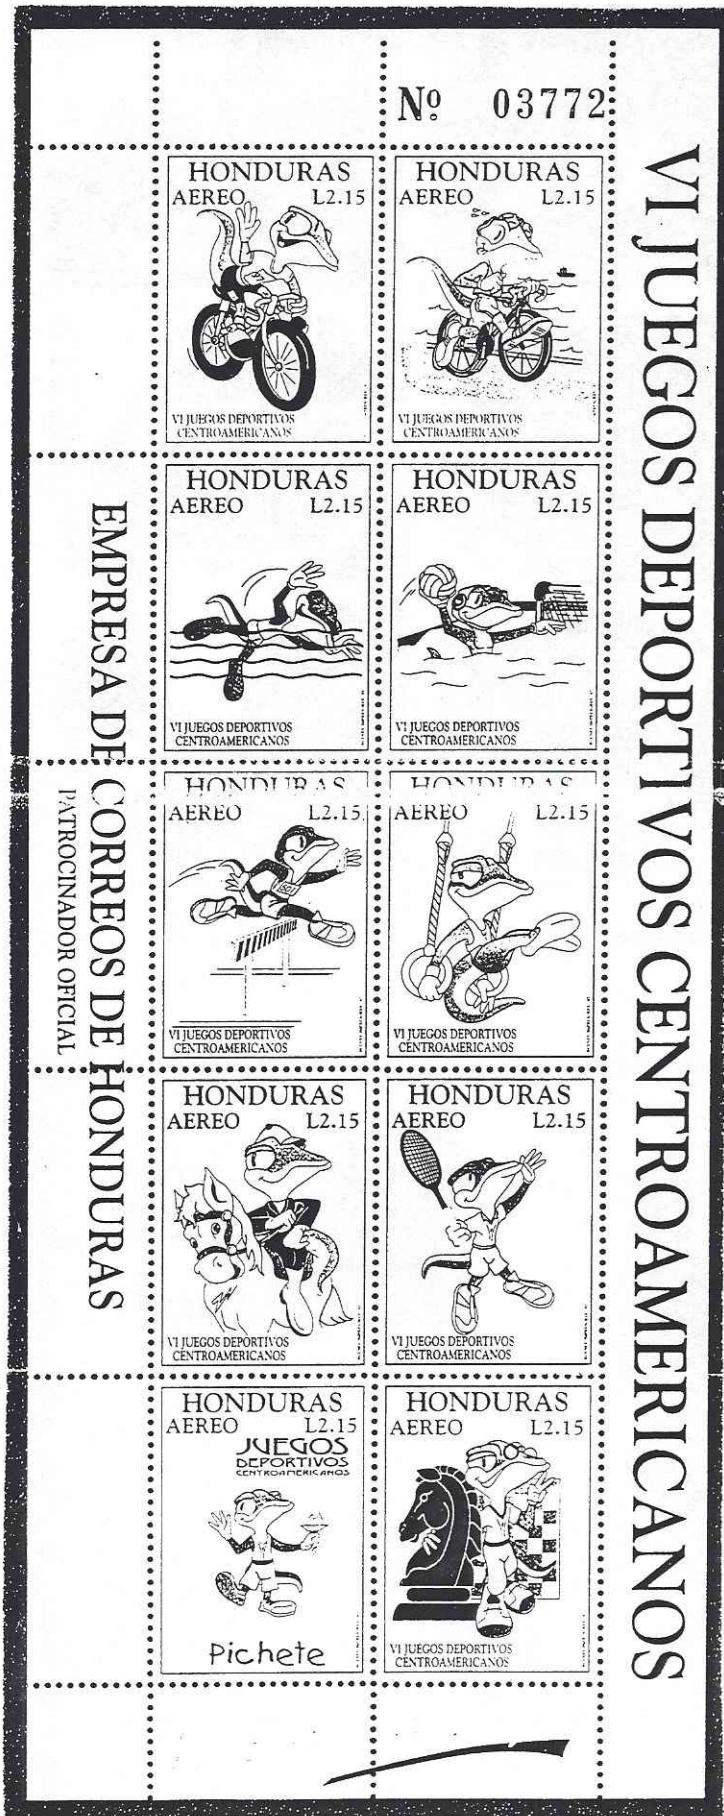 Nº 03772
VI JUEGOS DEPORTIVOS CENTROAMERICANOS
EMPRESA DE CORREOS DE HONDURAS
PATROCINADOR OFICIAL
HONDURAS
AEREO L2.15
VI JUEGOS DEPORTIVOS
CENTROAMERICANOS
HONDURAS
AEREO L2.15
VI JUEGOS DEPORTIVOS
CENTROAMERICANOS
HONDURAS
AEREO L2.15
VI JUEGOS DEPORTIVOS
CENTROAMERICANOS
HONDURAS
AEREO L2.15
VI JUEGOS DEPORTIVOS
CENTROAMERICANOS
HONDURAS
AEREO L2.15
VI JUEGOS DEPORTIVOS
CENTROAMERICANOS
HONDURAS
AEREO L2.15
VI JUEGOS DEPORTIVOS
CENTROAMERICANOS
HONDURAS
AEREO L2.15
VI JUEGOS DEPORTIVOS
CENTROAMERICANOS
HONDURAS
AEREO L2.15
VI JUEGOS DEPORTIVOS
CENTROAMERICANOS
HONDURAS
AEREO L2.15
JUEGOS
DEPORTIVOS
CENTROAMERICANOS
Pichete
HONDURAS
AEREO L2.15
VI JUEGOS DEPORTIVOS
CENTROAMERICANOS